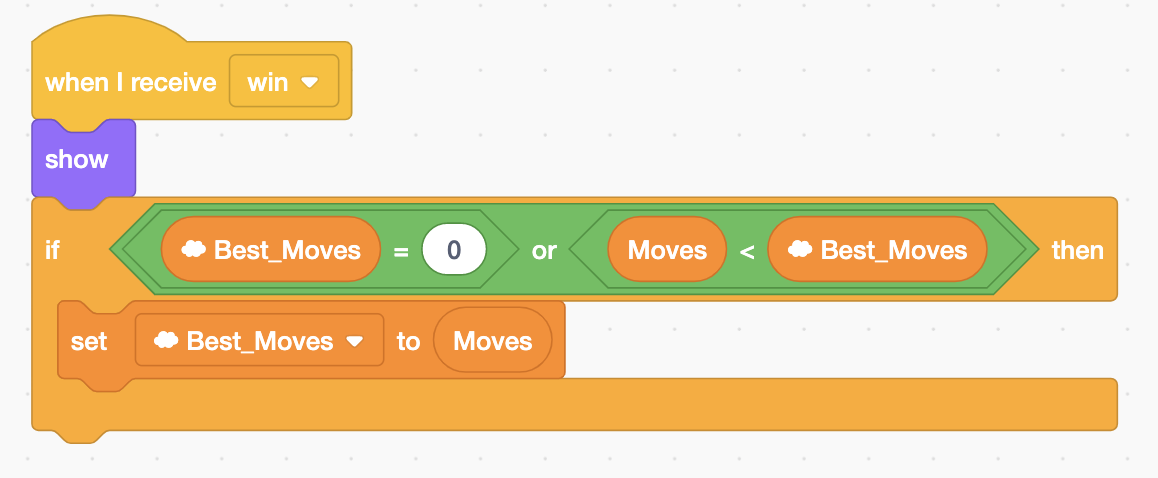 when I receive win
show
if Best_Moves = 0 or Moves < Best_Moves then
set Best_Moves to Moves